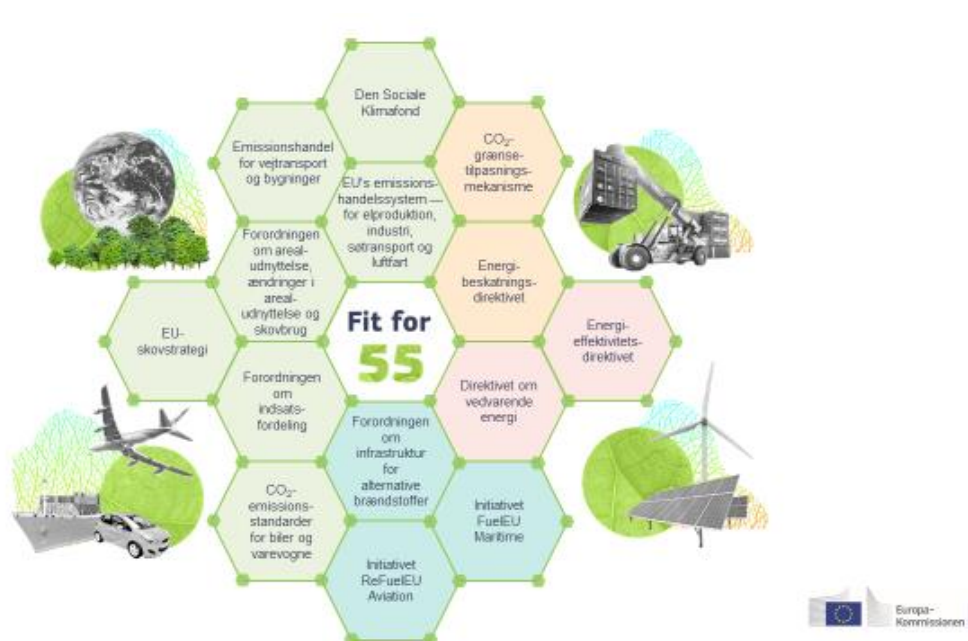 Den Sociale
Klimafond
Emissionshandel
for vejtransport
og bygninger
CO₂-
grænse-
tilpasnings-
mekanisme
EU's emissions-
handelssystem —
for elproduktion,
industri,
søtransport og
luftfart
Forordningen
om areal-
udnyttelse,
ændringer i
areal-
udnyttelse og
skovbrug
Energi-
beskatnings-
direktivet
EU-
skovstrategi
Fit for
55
Energi-
effektivitets-
direktivet
Forordningen
om
indsats-
fordeling
Direktivet om
vedvarende
energi
Forordningen
om
infrastruktur
for
alternative
brændstoffer
CO₂-
emissions-
standarder
for biler og
varevogne
Initiativet
FuelEU
Maritime
Initiativet
ReFuelEU
Aviation
Europa-
Kommissionen